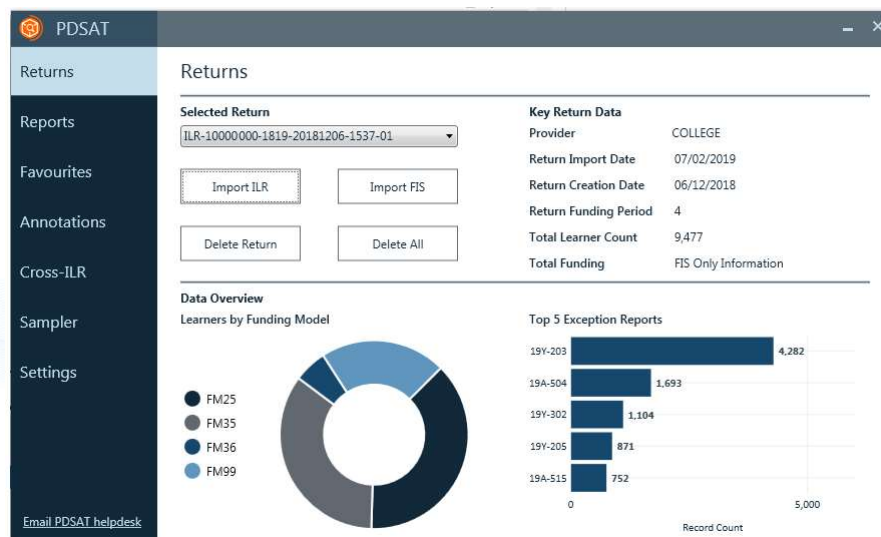 PDSAT
Returns
Reports
Favourites
Annotations
Cross-ILR
Sampler
Settings
Email PDSAT helpdesk
Returns
Selected Return
ILR-10000000-1819-20181206-1537-01
Import ILR
Import FIS
Delete Return
Delete All
Key Return Data
Provider COLLEGE
Return Import Date 07/02/2019
Return Creation Date 06/12/2018
Return Funding Period 4
Total Learner Count 9,477
Total Funding FIS Only Information
Data Overview
Learners by Funding Model
FM25
FM35
FM36
FM99
Top 5 Exception Reports
19Y-203 4,282
19A-504 1,693
19Y-302 1,104
19Y-205 871
19A-515 752
0 5,000
Record Count